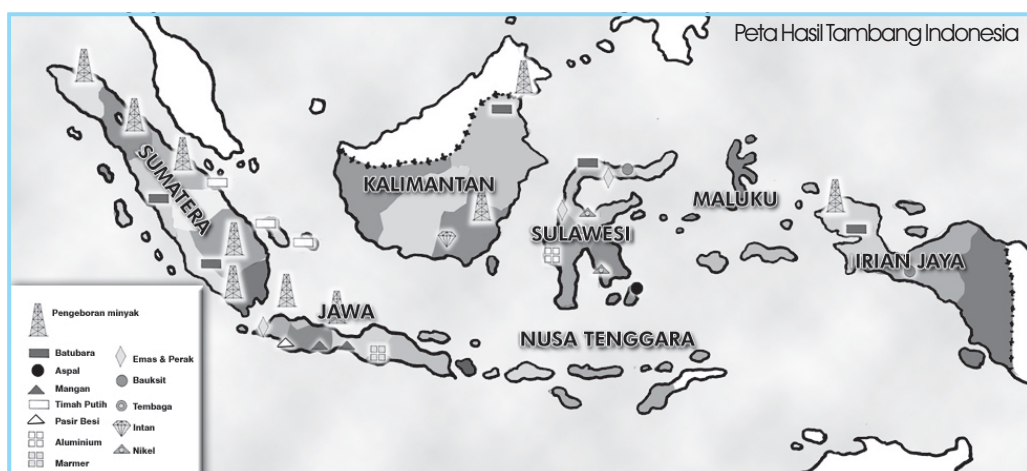 Peta Hasil Tambang Indonesia
SUMATERA
KALIMANTAN
SULAWESI
MALUKU
IRIAN JAYA
JAWA
NUSA TENGGARA
Pengeboran minyak
Batubara
Aspal
Mangan
Timah Putih
Pasir Besi
Aluminium
Marmer
Emas & Perak
Bauksit
Tembaga
Intan
Nikel